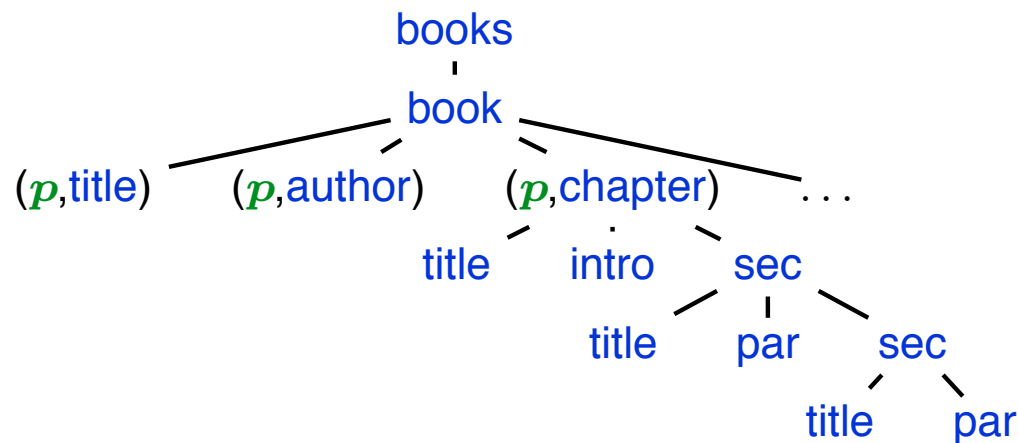 books
book
(p,title) (p,author) (p,chapter) ...
title intro sec
title par sec
title par